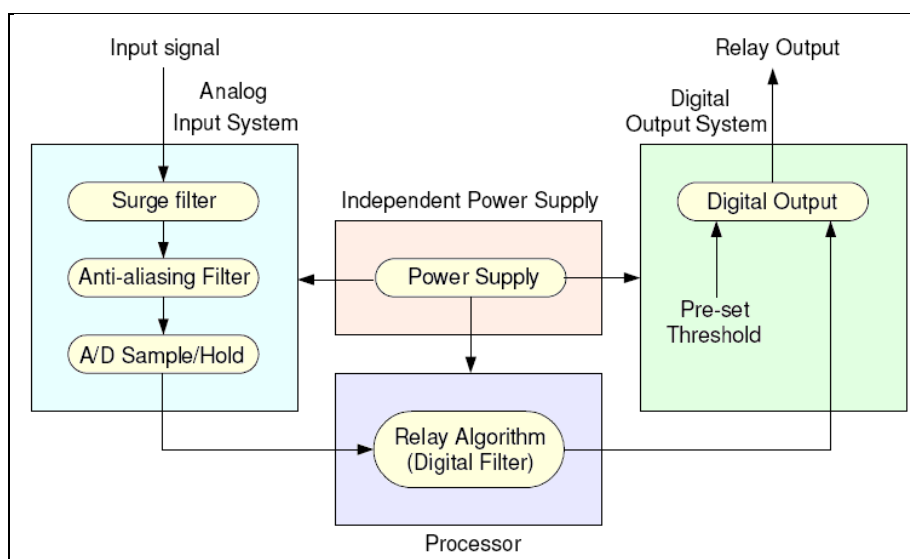 Input signal
Analog
Input System
Surge filter
Anti-aliasing Filter
A/D Sample/Hold
Independent Power Supply
Power Supply
Relay Algorithm
(Digital Filter)
Processor
Relay Output
Digital
Output System
Digital Output
Pre-set
Threshold